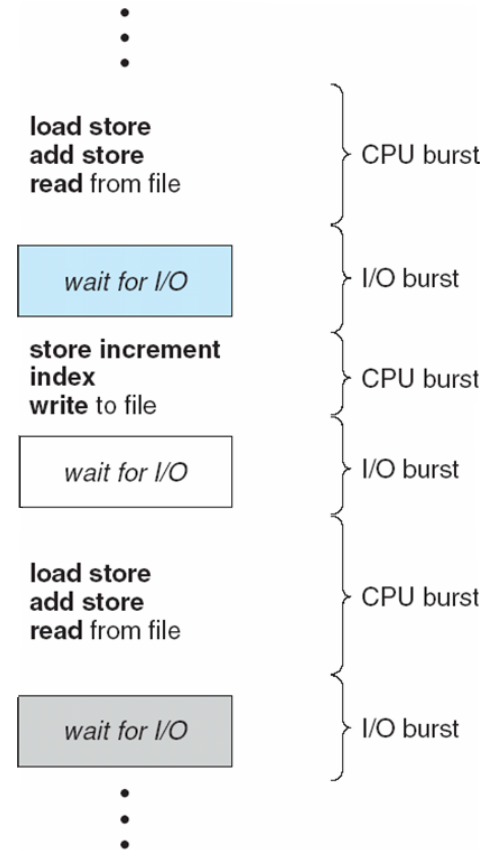 load store
add store
read from file
CPU burst
wait for I/O
I/O burst
store increment
index
write to file
CPU burst
wait for I/O
I/O burst
load store
add store
read from file
CPU burst
wait for I/O
I/O burst